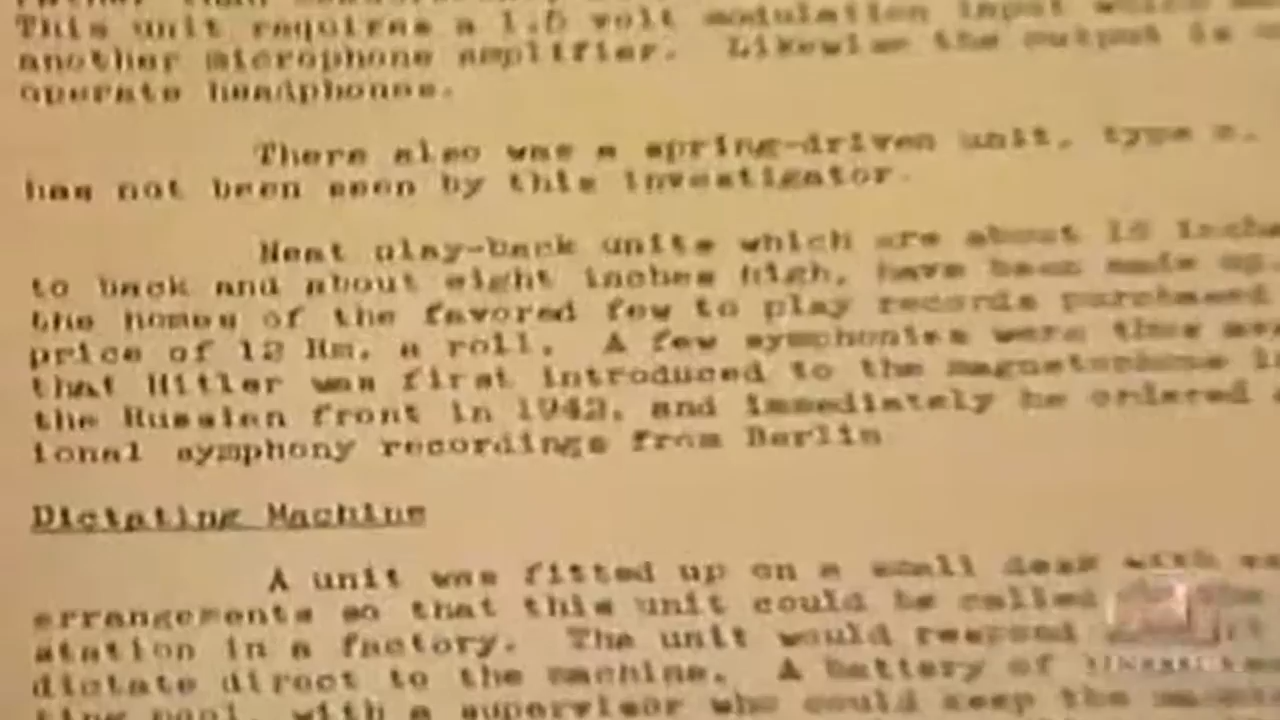 This unit requires a 1.5 volt modulation input which
another microphone amplifier. Likewise the output is
operate headphones.
There also was a spring-driven unit, type
has not been seen by this investigator.
Neat play-back units which are about 15 inche
to back and about eight inches high, have been made up.
the homes of the favored few to play records purchased
price of 12 Rm. a roll. A few symphonies were thus
that Hitler was first introduced to the magnetophone
the Russian front in 1942, and immediately he ordered
ional symphony recordings from Berlin
Dictating Machine
A unit was fitted up on a small desk with
arrangements so that this unit could be called
station in a factory. The unit would respond
dictate direct to the machine. A battery of
ting pool, with a supervisor who could keep the